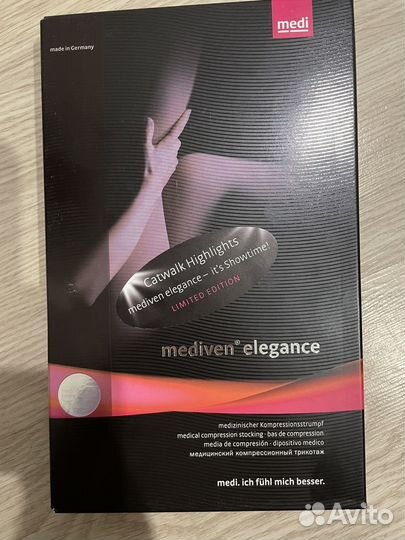 medi
made in Germany
Catwalk Highlights
mediven elegance – it's Showtime!
LIMITED EDITION
mediven® elegance
medizinischer Kompressionsstrumpf
medical compression stocking · bas de compression
media de compresión · dipositivo medico
медицинский компрессионный трикотаж
medi. ich fühl mich besser.
Avito